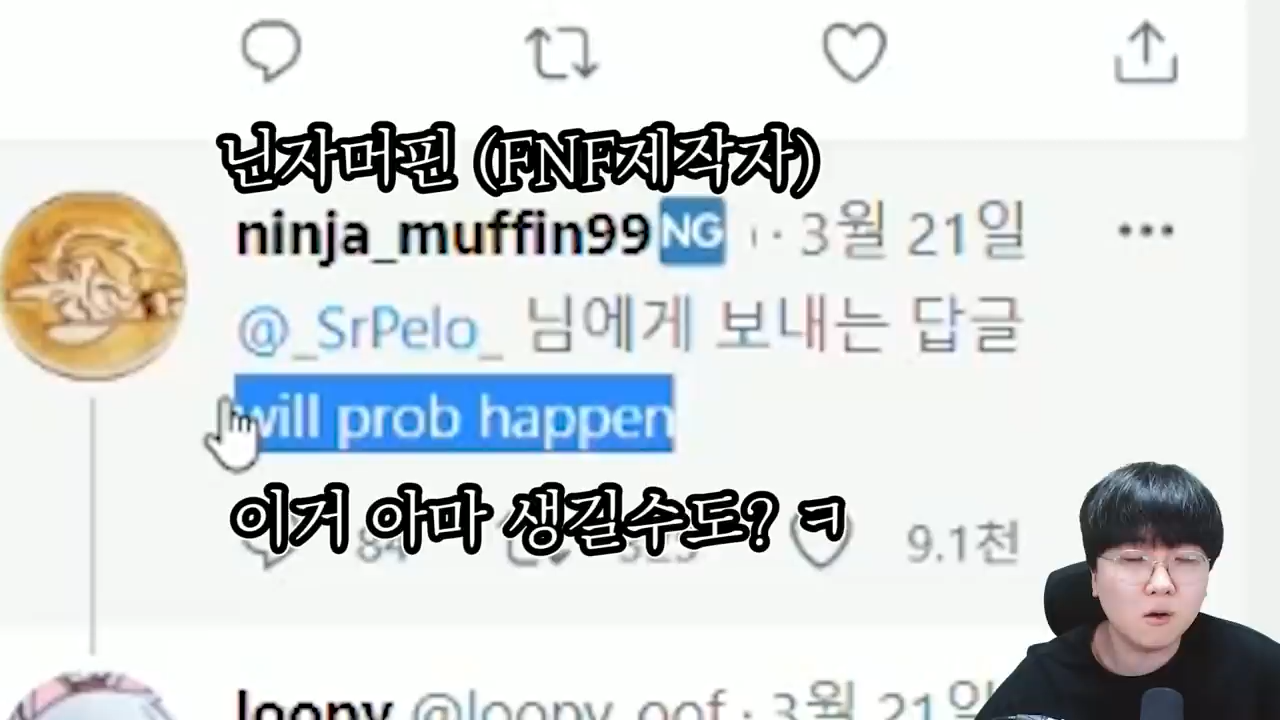 닌자머핀 (FNF제작자)
ninja_muffin99 NG · 3월 21일
@_SrPelo_ 님에게 보내는 답글
will prob happen
이거 아마 생길수도? ㅋ
84 9.1천
loopy @loopy_oof · 3월 21일